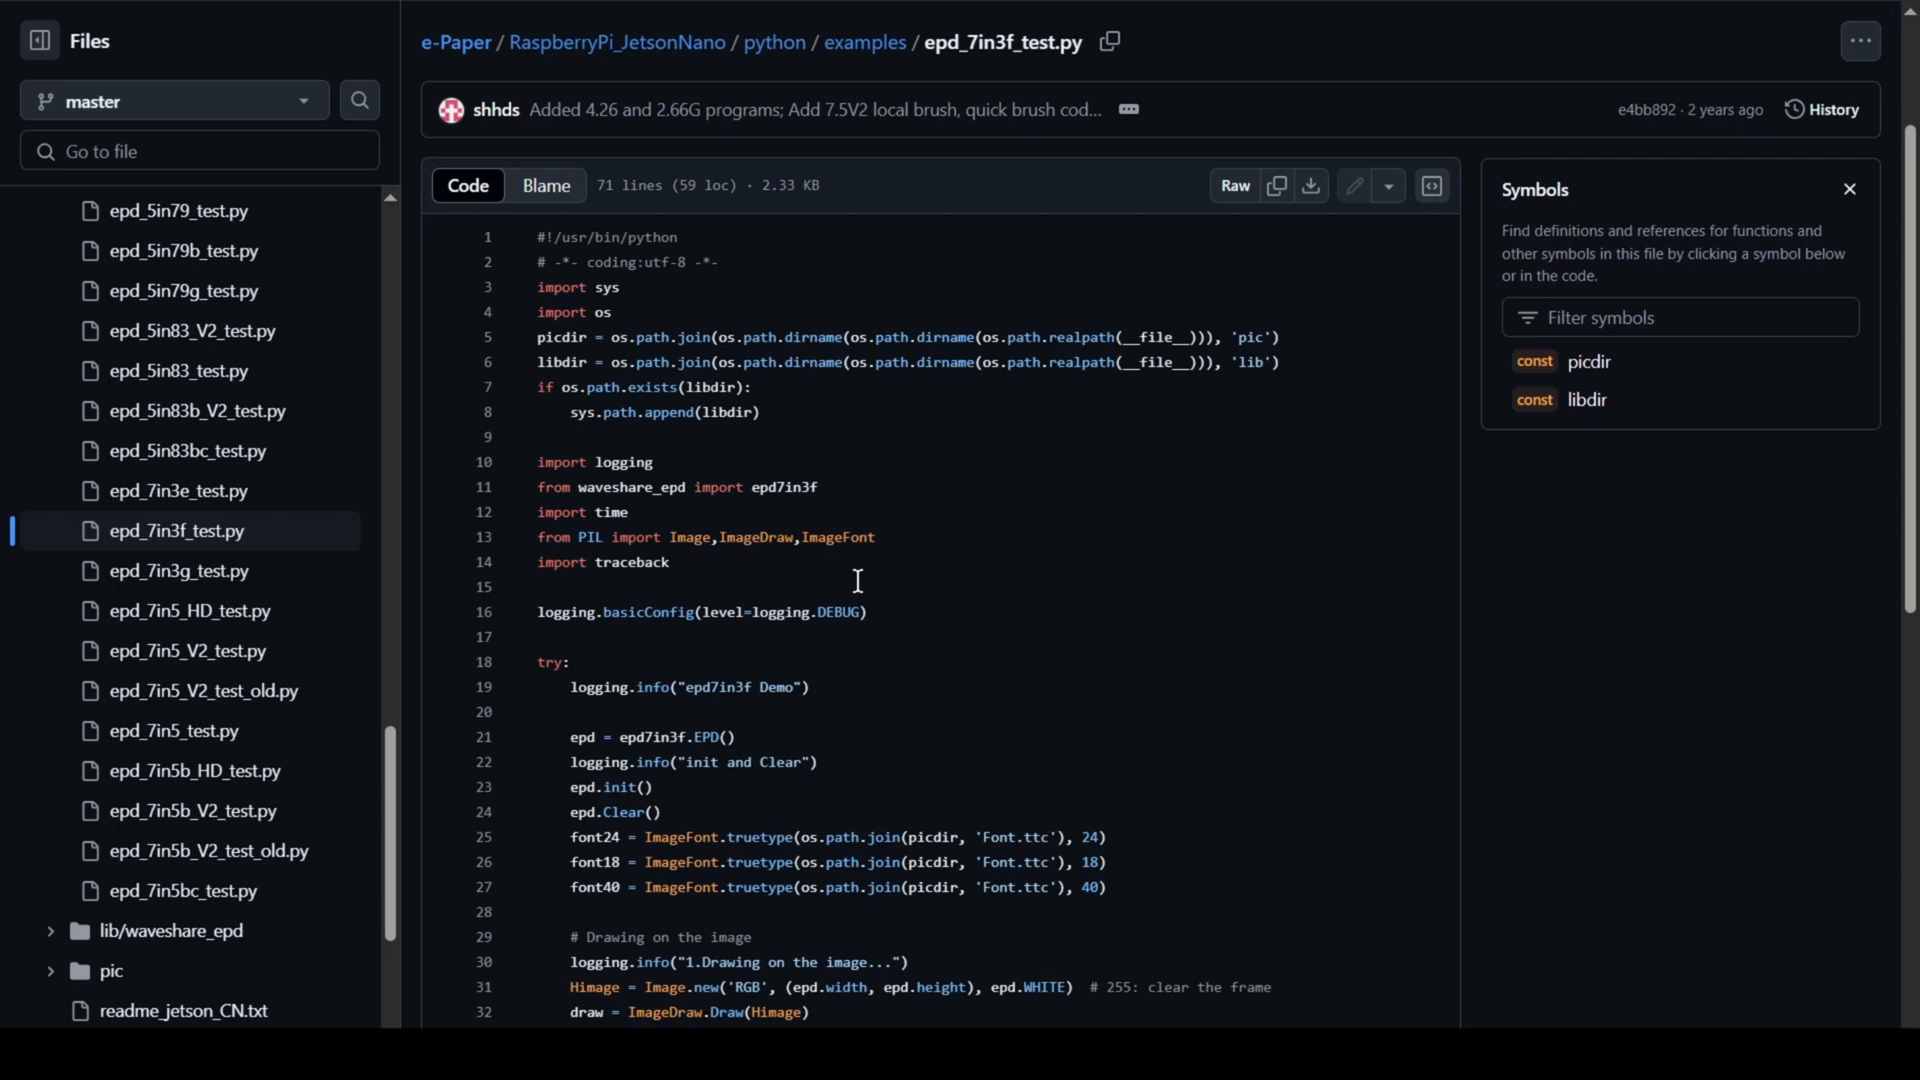 Files
master
Go to file
epd_5in79_test.py
epd_5in79b_test.py
epd_5in79g_test.py
epd_5in83_V2_test.py
epd_5in83_test.py
epd_5in83b_V2_test.py
epd_5in83bc_test.py
epd_7in3e_test.py
epd_7in3f_test.py
epd_7in3g_test.py
epd_7in5_HD_test.py
epd_7in5_V2_test.py
epd_7in5_V2_test_old.py
epd_7in5_test.py
epd_7in5b_HD_test.py
epd_7in5b_V2_test.py
epd_7in5b_V2_test_old.py
epd_7in5bc_test.py
lib/waveshare_epd
pic
readme_jetson_CN.txt
e-Paper / RaspberryPi_JetsonNano / python / examples / epd_7in3f_test.py
shhds Added 4.26 and 2.66G programs; Add 7.5V2 local brush, quick brush cod... e4bb892 · 2 years ago History
Code Blame 71 lines (59 loc) · 2.33 KB Raw
1 #!/usr/bin/python
2 # -*- coding:utf-8 -*-
3 import sys
4 import os
5 picdir = os.path.join(os.path.dirname(os.path.dirname(os.path.realpath(__file__))), 'pic')
6 libdir = os.path.join(os.path.dirname(os.path.dirname(os.path.realpath(__file__))), 'lib')
7 if os.path.exists(libdir):
8     sys.path.append(libdir)
9
10 import logging
11 from waveshare_epd import epd7in3f
12 import time
13 from PIL import Image,ImageDraw,ImageFont
14 import traceback
15
16 logging.basicConfig(level=logging.DEBUG)
17
18 try:
19     logging.info("epd7in3f Demo")
20
21     epd = epd7in3f.EPD()
22     logging.info("init and Clear")
23     epd.init()
24     epd.Clear()
25     font24 = ImageFont.truetype(os.path.join(picdir, 'Font.ttc'), 24)
26     font18 = ImageFont.truetype(os.path.join(picdir, 'Font.ttc'), 18)
27     font40 = ImageFont.truetype(os.path.join(picdir, 'Font.ttc'), 40)
28
29     # Drawing on the image
30     logging.info("1.Drawing on the image...")
31     Himage = Image.new('RGB', (epd.width, epd.height), epd.WHITE)  # 255: clear the frame
32     draw = ImageDraw.Draw(Himage)
Symbols
Find definitions and references for functions and
other symbols in this file by clicking a symbol below
or in the code.
Filter symbols
const picdir
const libdir